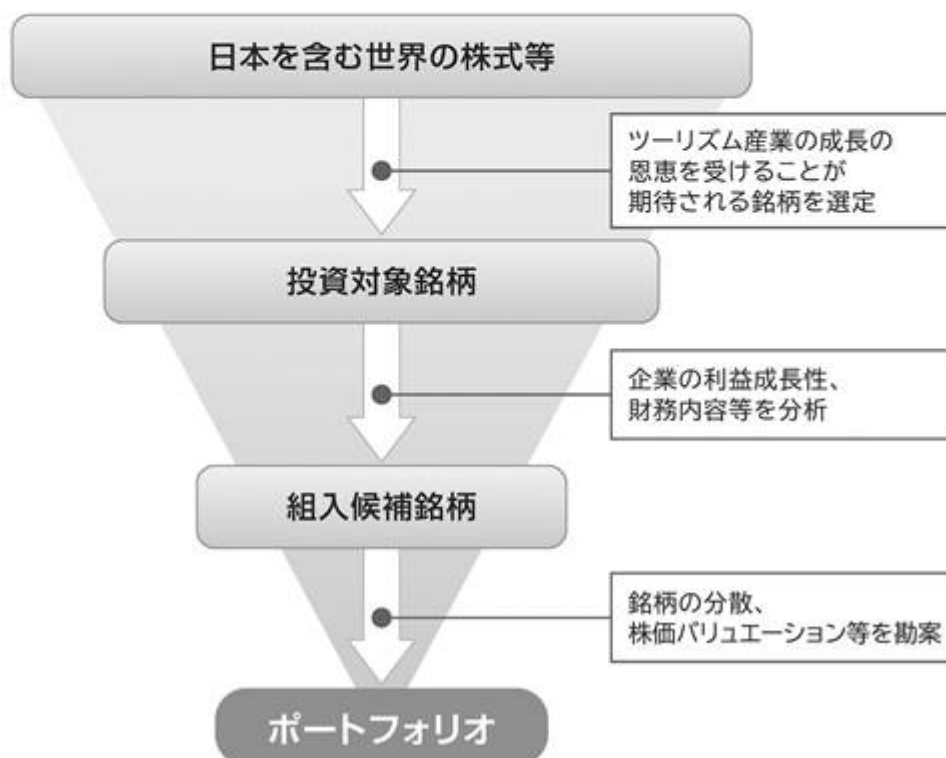 日本を含む世界の株式等
ツーリズム産業の成長の
恩恵を受けることが
期待される銘柄を選定
投資対象銘柄
企業の利益成長性、
財務内容等を分析
組入候補銘柄
銘柄の分散、
株価バリュエーション等を勘案
ポートフォリオ